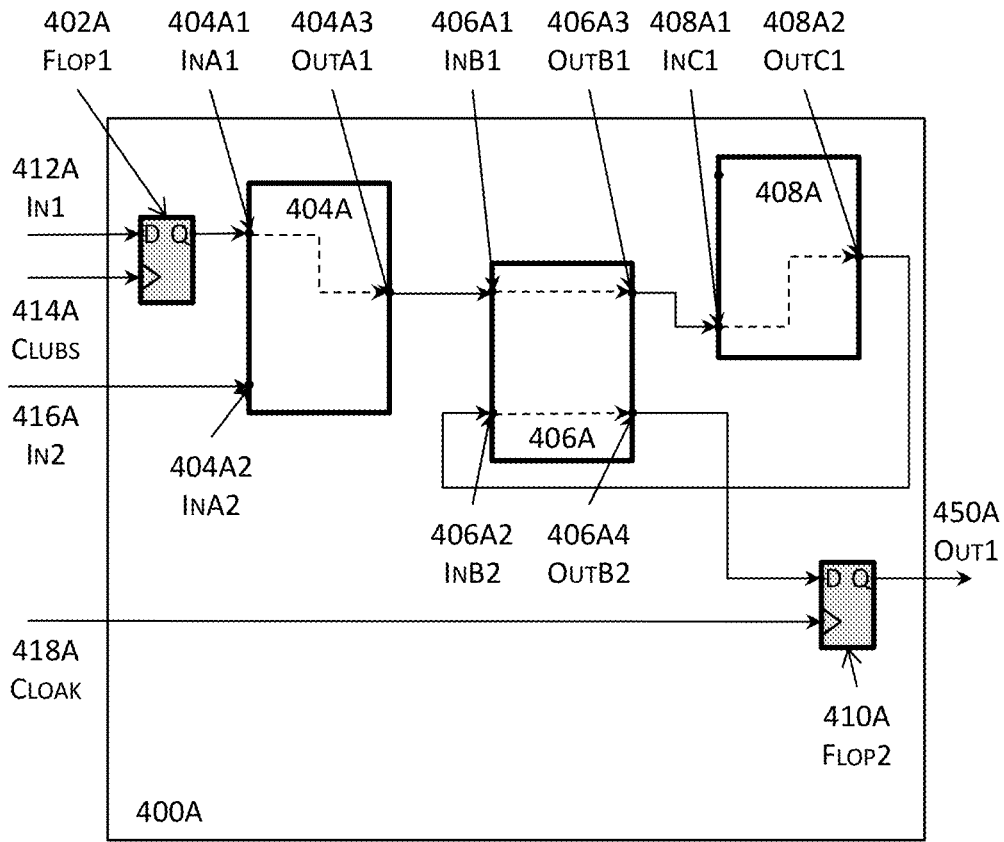 402A
FLOP1
404A1
INA1
404A3
OUTA1
406A1
INB1
406A3
OUTB1
408A1
INC1
408A2
OUTC1
412A
IN1
D Q
404A
408A
414A
CLUBS
416A
IN2
404A2
INA2
406A
406A2
INB2
406A4
OUTB2
450A
OUT1
D Q
418A
CLOAK
410A
FLOP2
400A